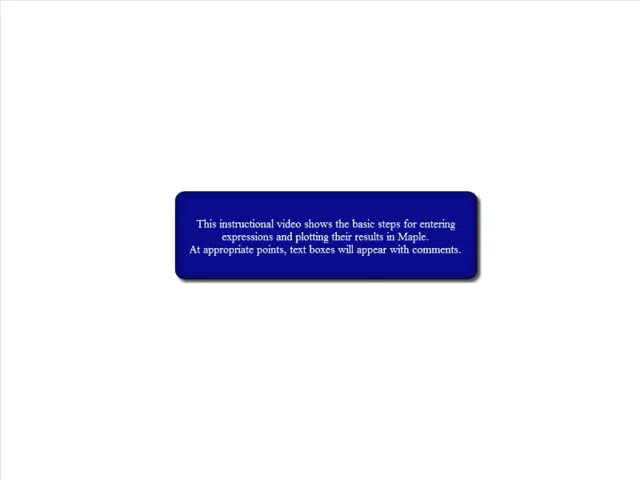 This instructional video shows the basic steps for entering
expressions and plotting their results in Maple.
At appropriate points, text boxes will appear with comments.